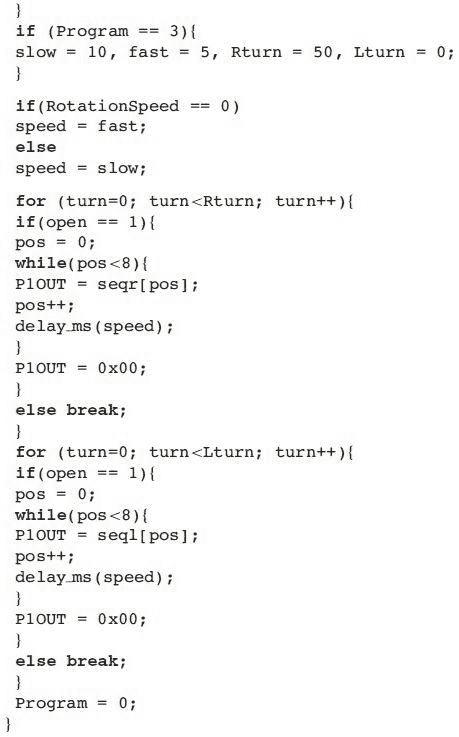 }
if (Program == 3){
slow = 10, fast = 5, Rturn = 50, Lturn = 0;
}
if(RotationSpeed == 0)
speed = fast;
else
speed = slow;
for (turn=0; turn<Rturn; turn++){
if(open == 1){
pos = 0;
while(pos<8){
P1OUT = seqr[pos];
pos++;
delay_ms(speed);
}
P1OUT = 0x00;
}
else break;
}
for (turn=0; turn<Lturn; turn++){
if(open == 1){
pos = 0;
while(pos<8){
P1OUT = seql[pos];
pos++;
delay_ms(speed);
}
P1OUT = 0x00;
}
else break;
}
Program = 0;
}